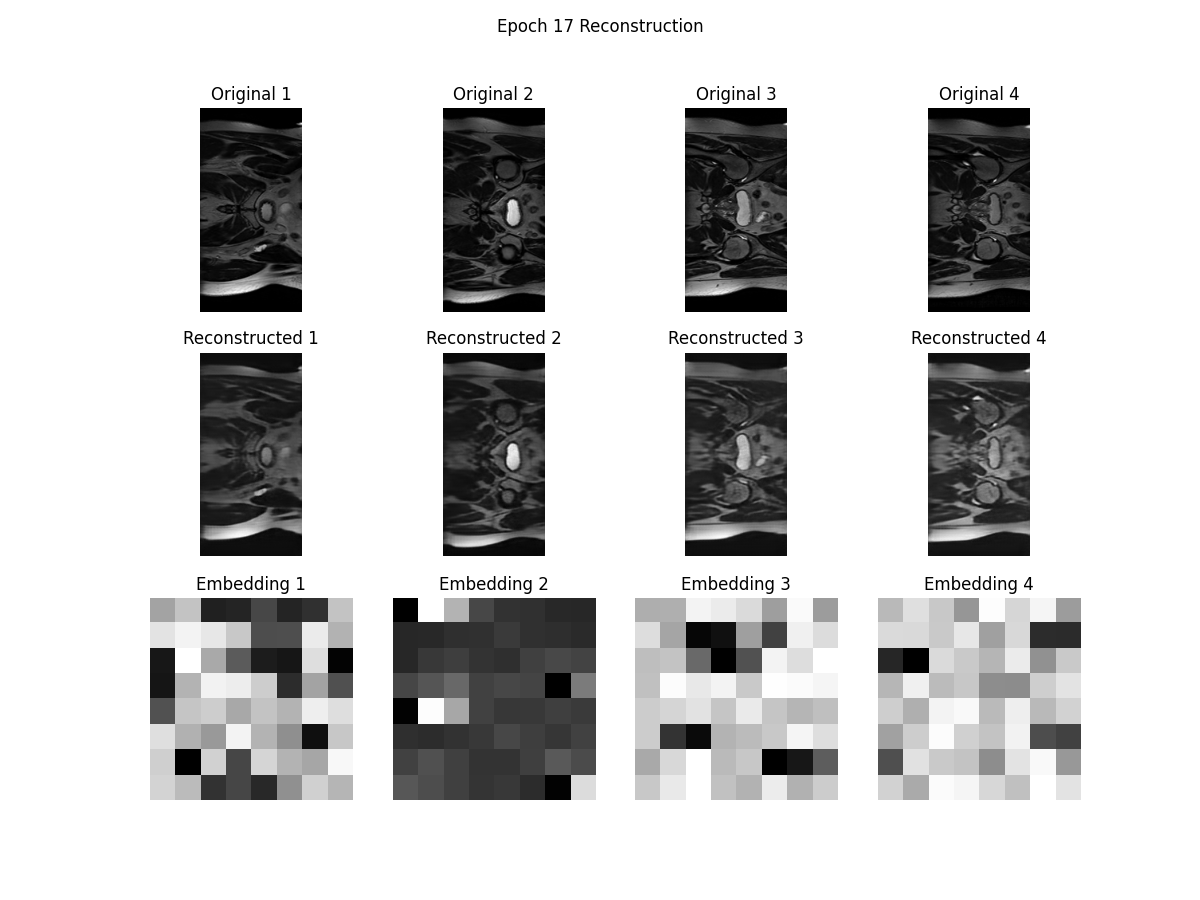 Epoch 17 Reconstruction
Original 1
Original 2
Original 3
Original 4
Reconstructed 1
Reconstructed 2
Reconstructed 3
Reconstructed 4
Embedding 1
Embedding 2
Embedding 3
Embedding 4